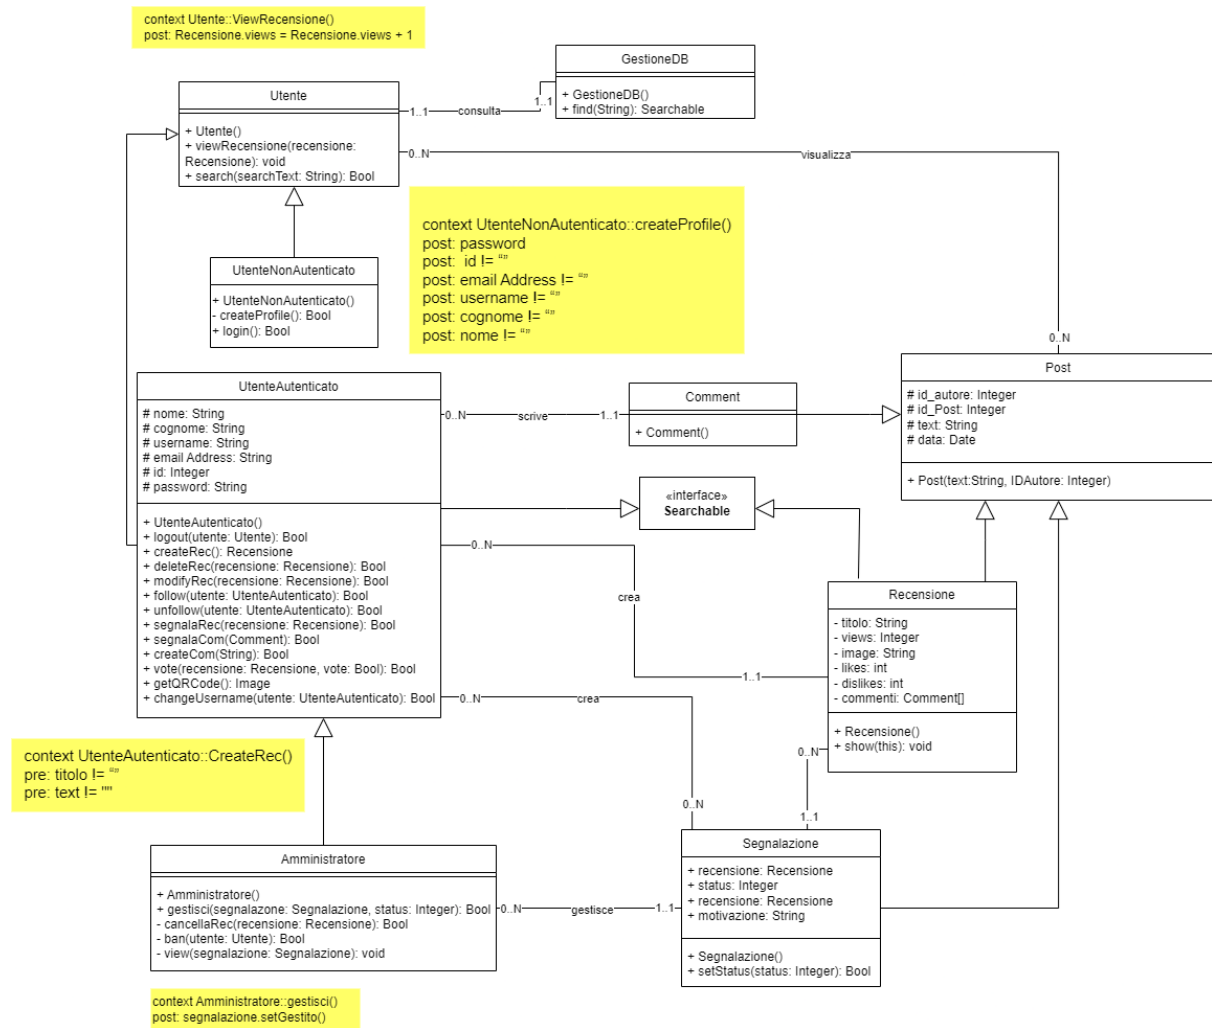 context Utente::ViewRecensione()
post: Recensione.views = Recensione.views + 1
GestioneDB
+ GestioneDB()
+ find(String): Searchable
Utente
+ Utente()
+ viewRecensione(recensione:
Recensione): void
+ search(searchText: String): Bool
1..1
consulta
1..1
0..N
visualizza
0..N
context UtenteNonAutenticato::createProfile()
post: password
post:  id != “”
post: email Address != “”
post: username != “”
post: cognome != “”
post: nome != “”
UtenteNonAutenticato
+ UtenteNonAutenticato()
- createProfile(): Bool
+ login(): Bool
Post
# id_autore: Integer
# id_Post: Integer
# text: String
# data: Date
+ Post(text:String, IDAutore: Integer)
UtenteAutenticato
# nome: String
# cognome: String
# username: String
# email Address: String
# id: Integer
# password: String
+ UtenteAutenticato()
+ logout(utente: Utente): Bool
+ createRec(): Recensione
+ deleteRec(recensione: Recensione): Bool
+ modifyRec(recensione: Recensione): Bool
+ follow(utente: UtenteAutenticato): Bool
+ unfollow(utente: UtenteAutenticato): Bool
+ segnalaRec(recensione: Recensione): Bool
+ segnalaCom(Comment): Bool
+ createCom(String): Bool
+ vote(recensione: Recensione, vote: Bool): Bool
+ getQRCode(): Image
+ changeUsername(utente: UtenteAutenticato): Bool
0..N
scrive
1..1
Comment
+ Comment()
«interface»
Searchable
0..N
crea
1..1
Recensione
- titolo: String
- views: Integer
- image: String
- likes: int
- dislikes: int
- commenti: Comment[]
+ Recensione()
+ show(this): void
0..N
crea
0..N
0..N
1..1
context UtenteAutenticato::CreateRec()
pre: titolo != “”
pre: text != ""
Amministratore
+ Amministratore()
+ gestisci(segnalazone: Segnalazione, status: Integer): Bool
- cancellaRec(recensione: Recensione): Bool
- ban(utente: Utente): Bool
- view(segnalazione: Segnalazione): void
0..N
gestisce
1..1
Segnalazione
+ recensione: Recensione
+ status: Integer
+ recensione: Recensione
+ motivazione: String
+ Segnalazione()
+ setStatus(status: Integer): Bool
context Amministratore::gestisci()
post: segnalazione.setGestito()